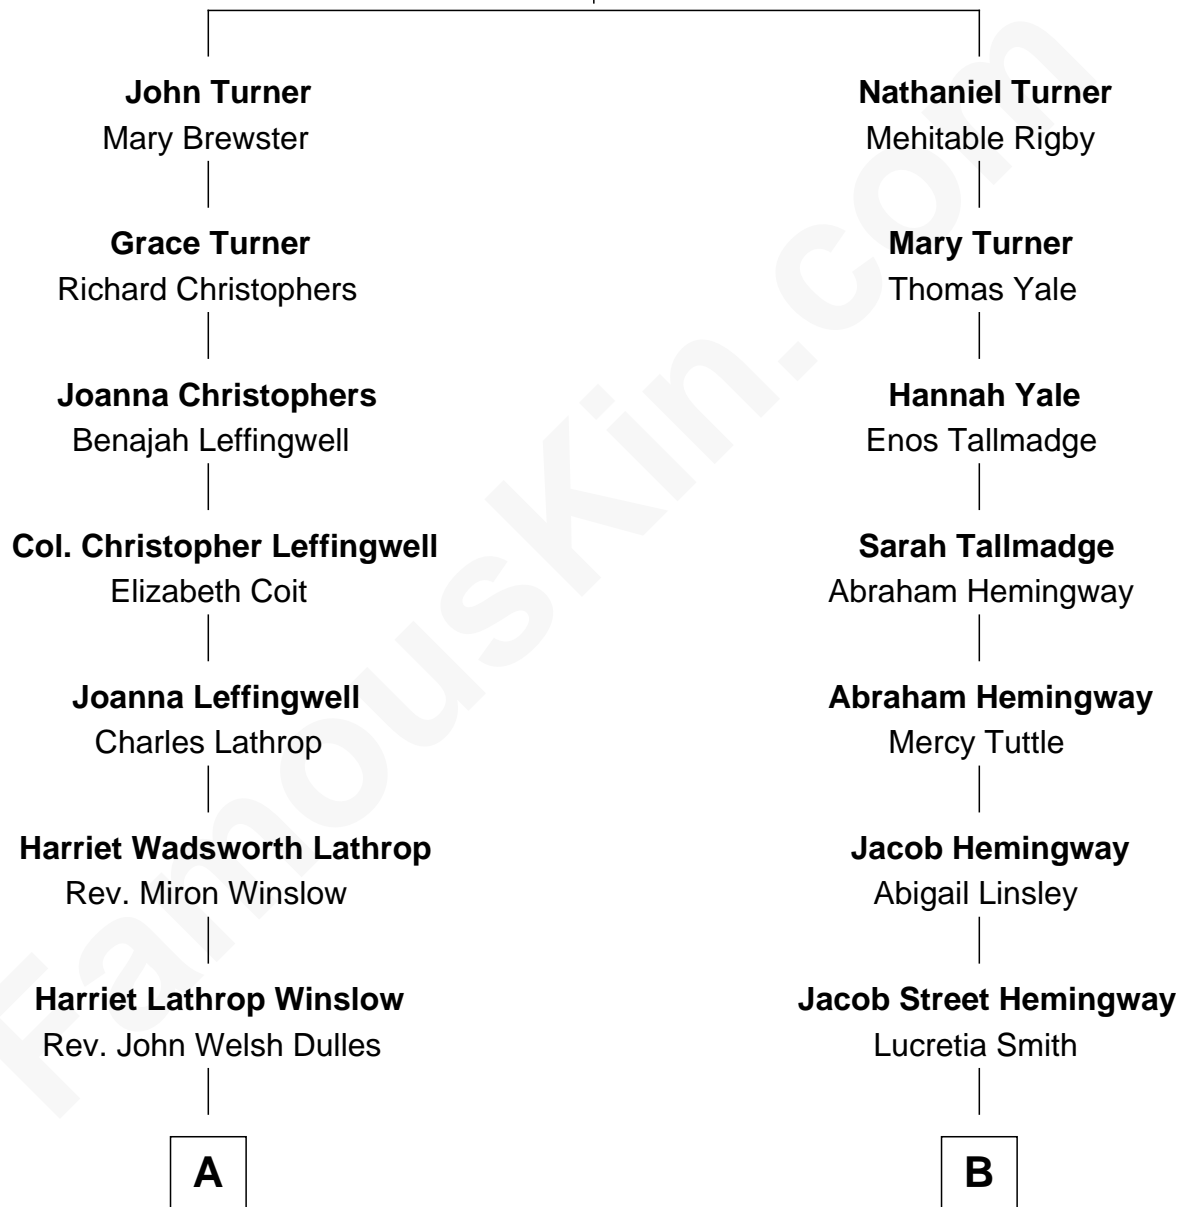 John Turner
Mary Brewster
Grace Turner
Richard Christophers
Joanna Christophers
Benajah Leffingwell
Col. Christopher Leffingwell
Elizabeth Coit
Joanna Leffingwell
Charles Lathrop
Harriet Wadsworth Lathrop
Rev. Miron Winslow
Harriet Lathrop Winslow
Rev. John Welsh Dulles
A
Nathaniel Turner
Mehitable Rigby
Mary Turner
Thomas Yale
Hannah Yale
Enos Tallmadge
Sarah Tallmadge
Abraham Hemingway
Abraham Hemingway
Mercy Tuttle
Jacob Hemingway
Abigail Linsley
Jacob Street Hemingway
Lucretia Smith
B
FamousKin.com